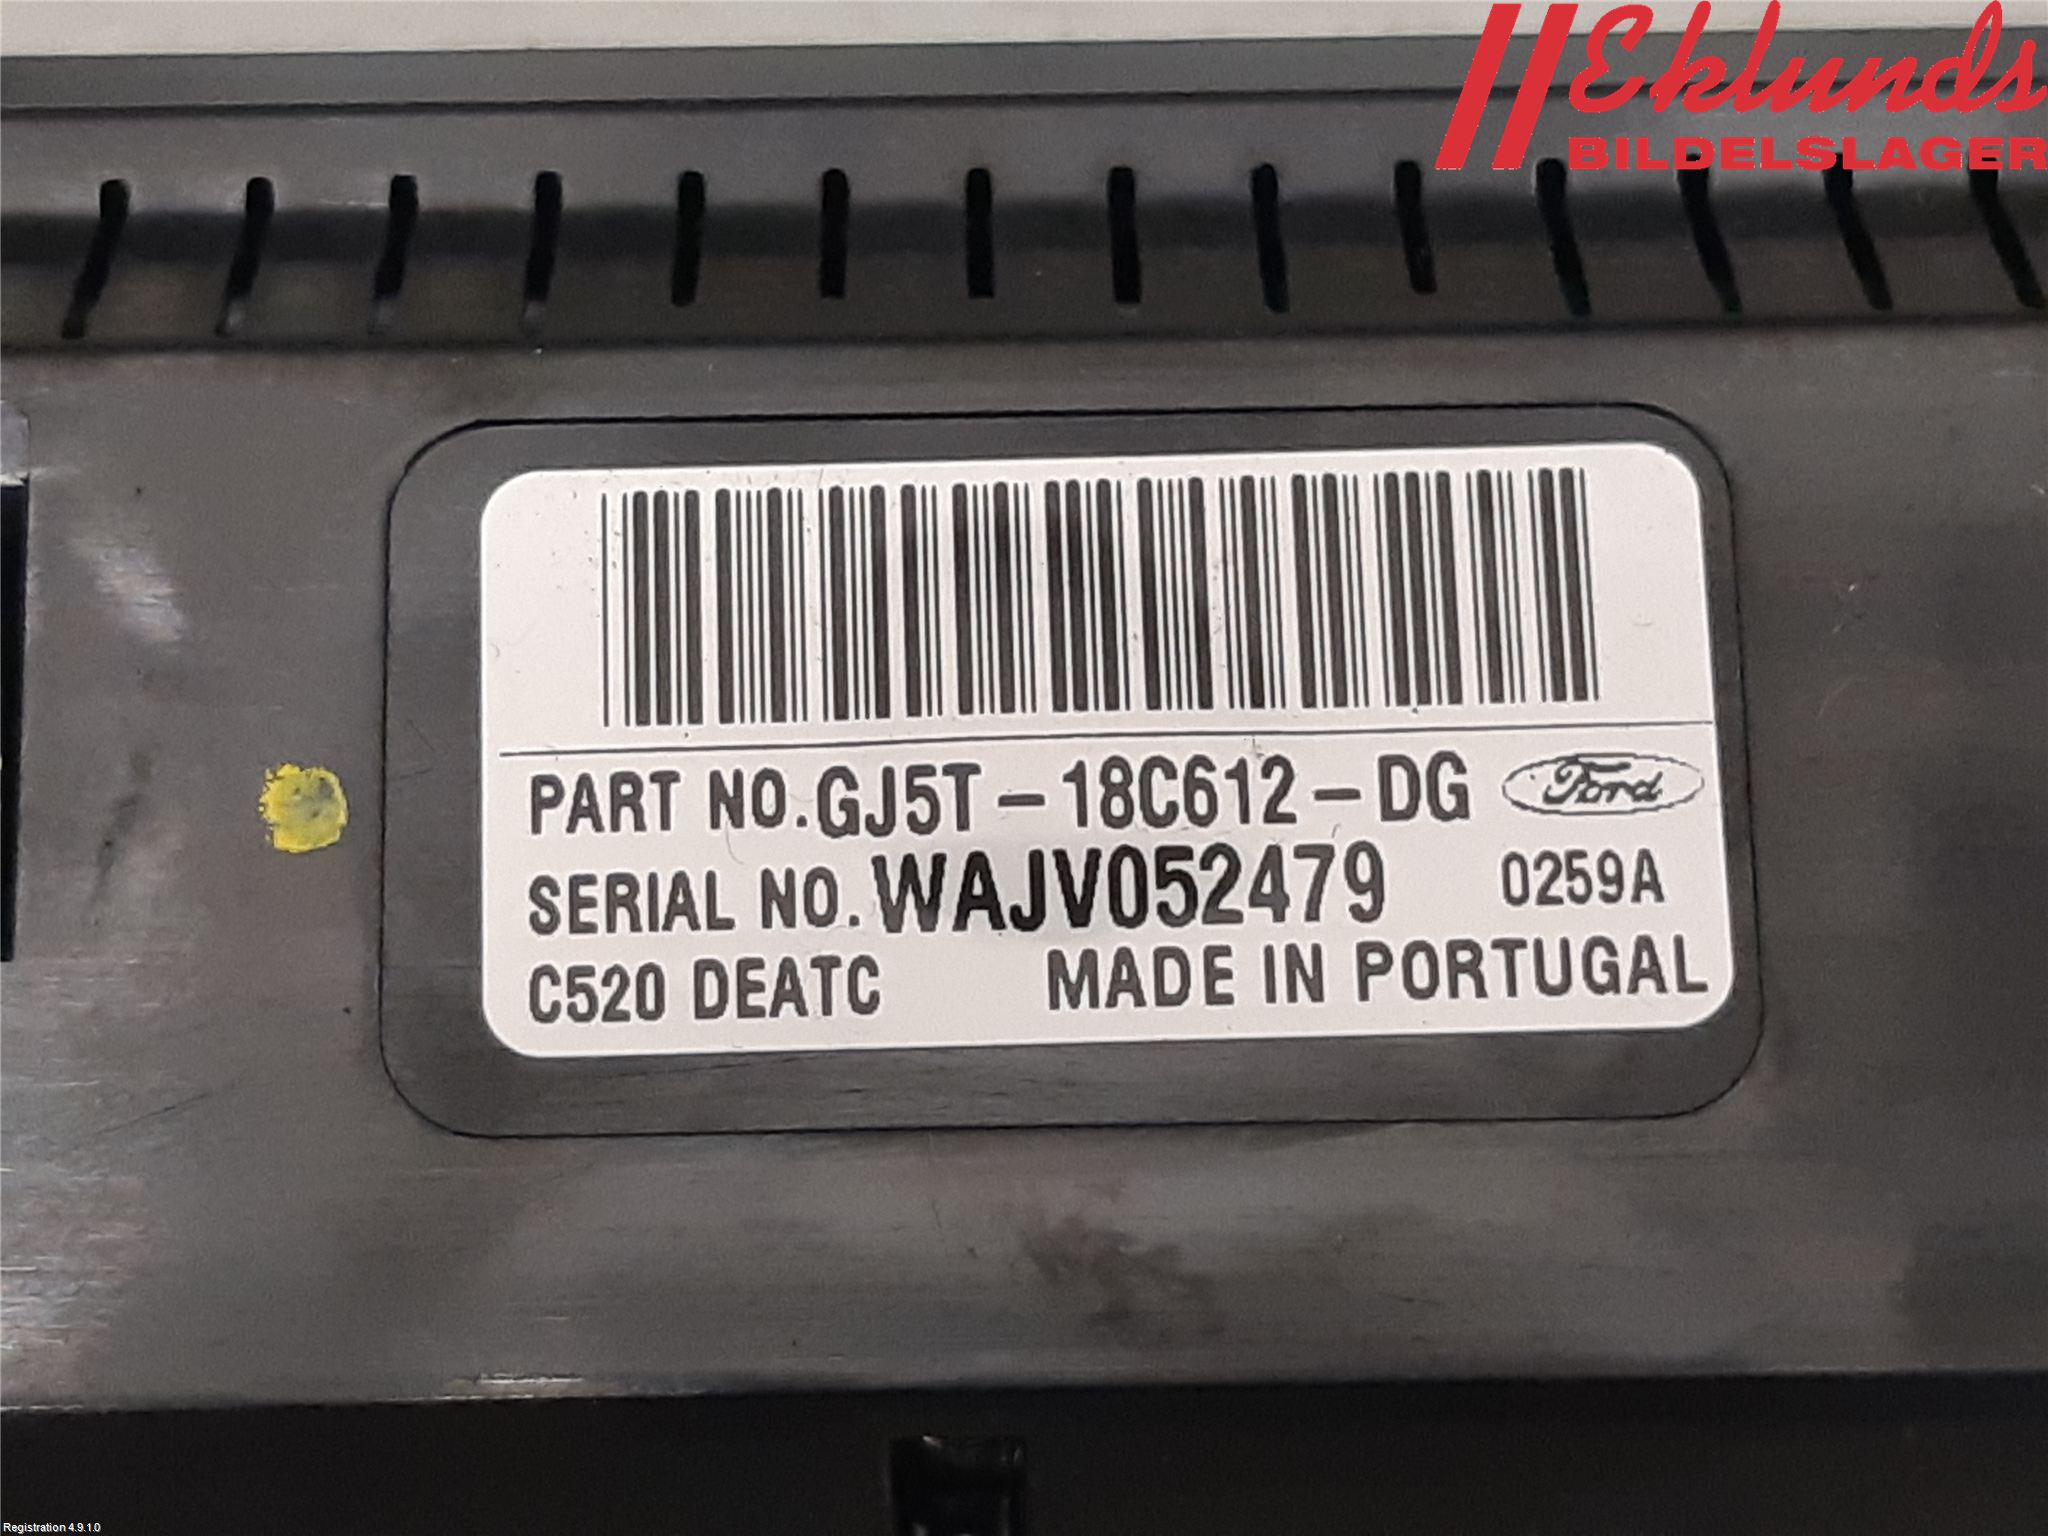 Eklunds
BILDELSLAGER
PART NO.GJ5T-18C612-DG Ford
SERIAL NO.WAJV052479 0259A
C520 DEATC MADE IN PORTUGAL
Registration 4.9.1.0